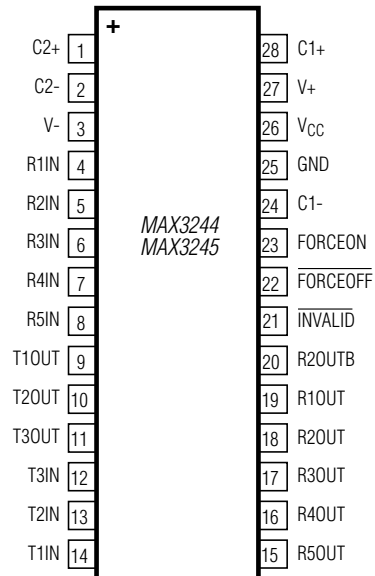 +
C2+ 1 28 C1+
C2- 2 27 V+
V- 3 26 VCC
R1IN 4 25 GND
R2IN 5 24 C1-
MAX3244
MAX3245
R3IN 6 23 FORCEON
R4IN 7 22 FORCEOFF
R5IN 8 21 INVALID
T1OUT 9 20 R2OUTB
T2OUT 10 19 R1OUT
T3OUT 11 18 R2OUT
T3IN 12 17 R3OUT
T2IN 13 16 R4OUT
T1IN 14 15 R5OUT